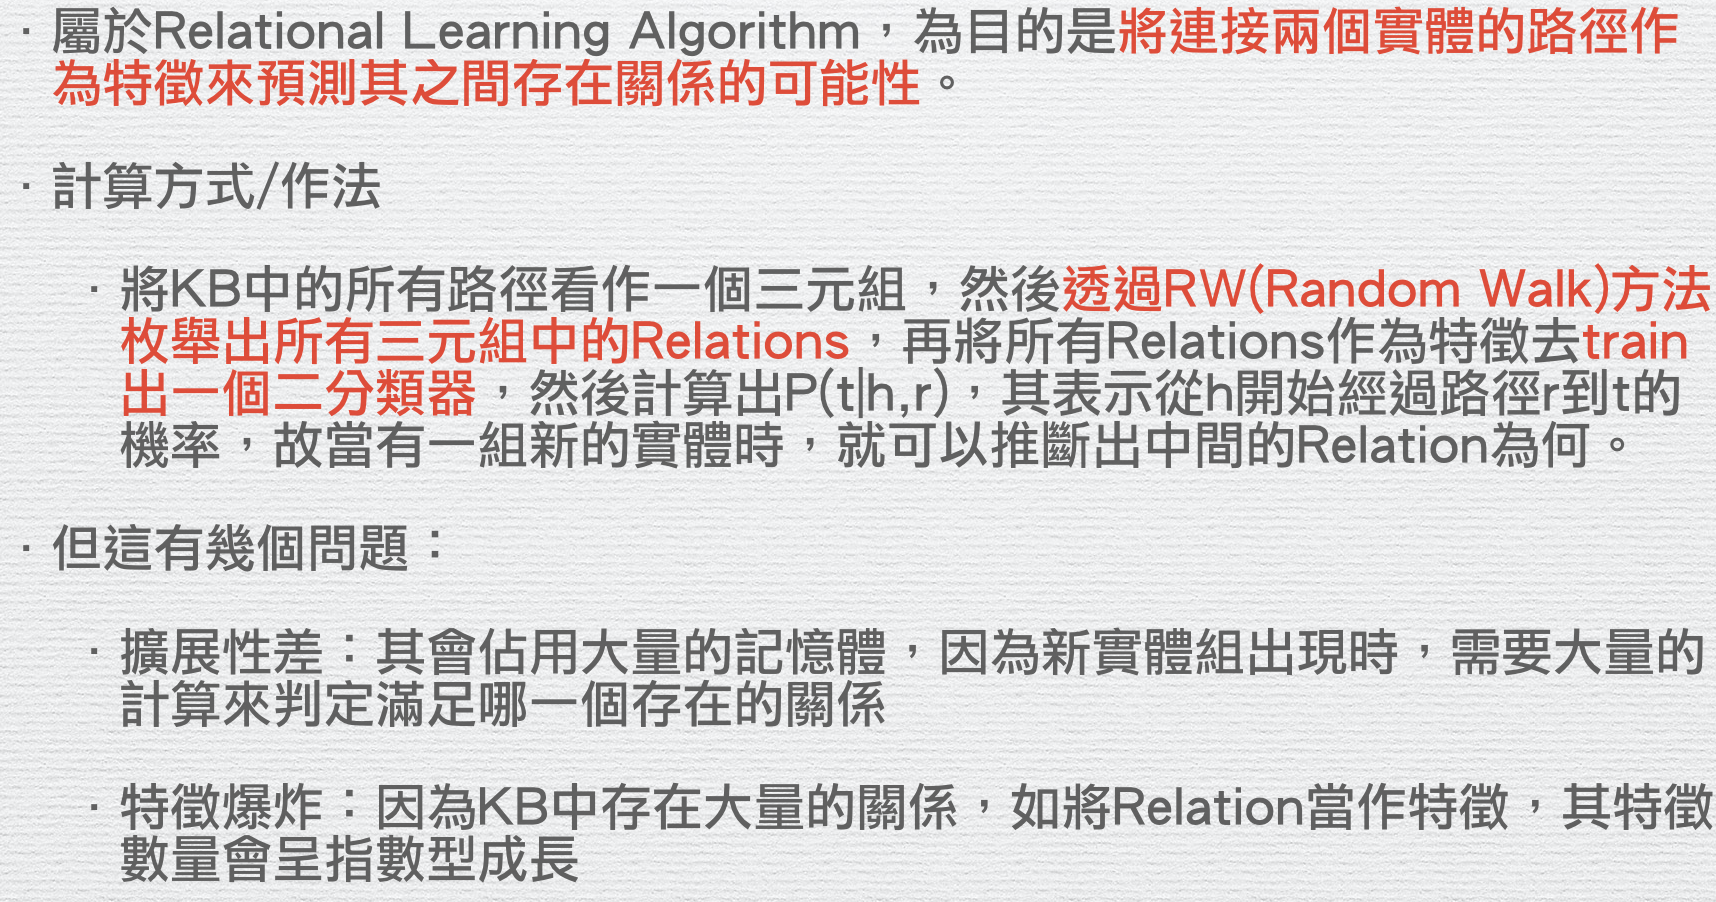 · 屬於Relational Learning Algorithm，為目的是將連接兩個實體的路徑作
為特徵來預測其之間存在關係的可能性。
· 計算方式/作法
· 將KB中的所有路徑看作一個三元組，然後透過RW(Random Walk)方法
枚舉出所有三元組中的Relations，再將所有Relations作為特徵去train
出一個二分類器，然後計算出P(t|h,r)，其表示從h開始經過路徑r到t的
機率，故當有一組新的實體時，就可以推斷出中間的Relation為何。
· 但這有幾個問題：
· 擴展性差：其會佔用大量的記憶體，因為新實體組出現時，需要大量的
計算來判定滿足哪一個存在的關係
· 特徵爆炸：因為KB中存在大量的關係，如將Relation當作特徵，其特徵
數量會呈指數型成長